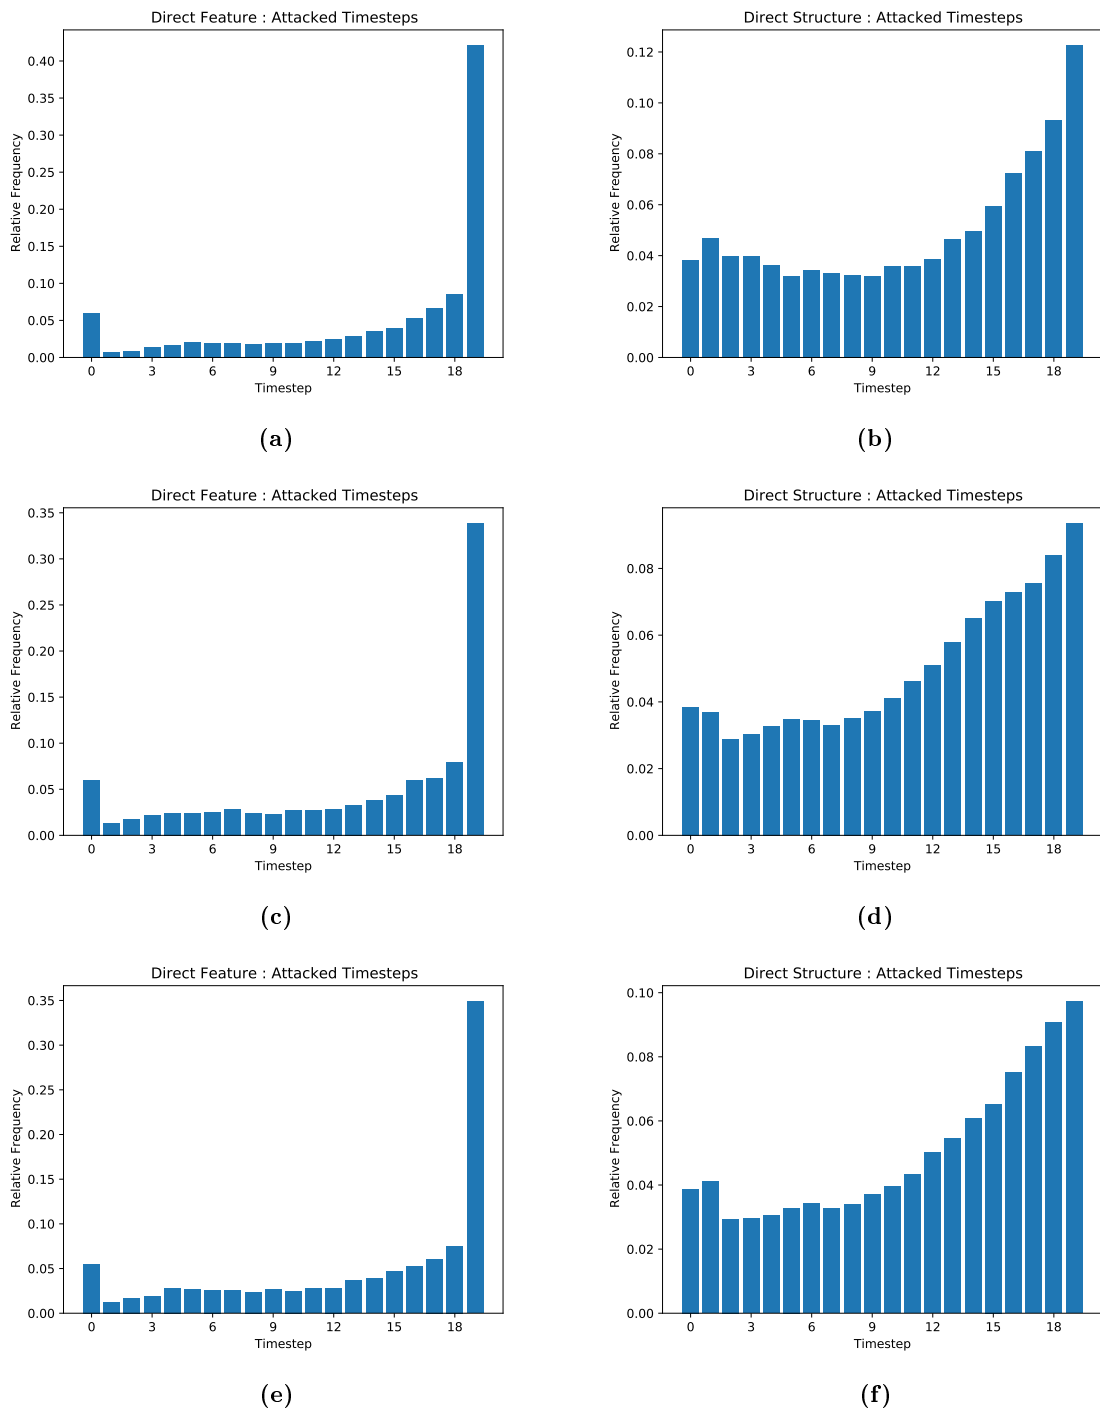 Direct Feature : Attacked Timesteps
0.40
0.35
0.30
0.25
0.20
0.15
0.10
0.05
0.00
Relative Frequency
0 3 6 9 12 15 18
Timestep
(a)
Direct Structure : Attacked Timesteps
0.12
0.10
0.08
0.06
0.04
0.02
0.00
Relative Frequency
0 3 6 9 12 15 18
Timestep
(b)
Direct Feature : Attacked Timesteps
0.35
0.30
0.25
0.20
0.15
0.10
0.05
0.00
Relative Frequency
0 3 6 9 12 15 18
Timestep
(c)
Direct Structure : Attacked Timesteps
0.08
0.06
0.04
0.02
0.00
Relative Frequency
0 3 6 9 12 15 18
Timestep
(d)
Direct Feature : Attacked Timesteps
0.35
0.30
0.25
0.20
0.15
0.10
0.05
0.00
Relative Frequency
0 3 6 9 12 15 18
Timestep
(e)
Direct Structure : Attacked Timesteps
0.10
0.08
0.06
0.04
0.02
0.00
Relative Frequency
0 3 6 9 12 15 18
Timestep
(f)